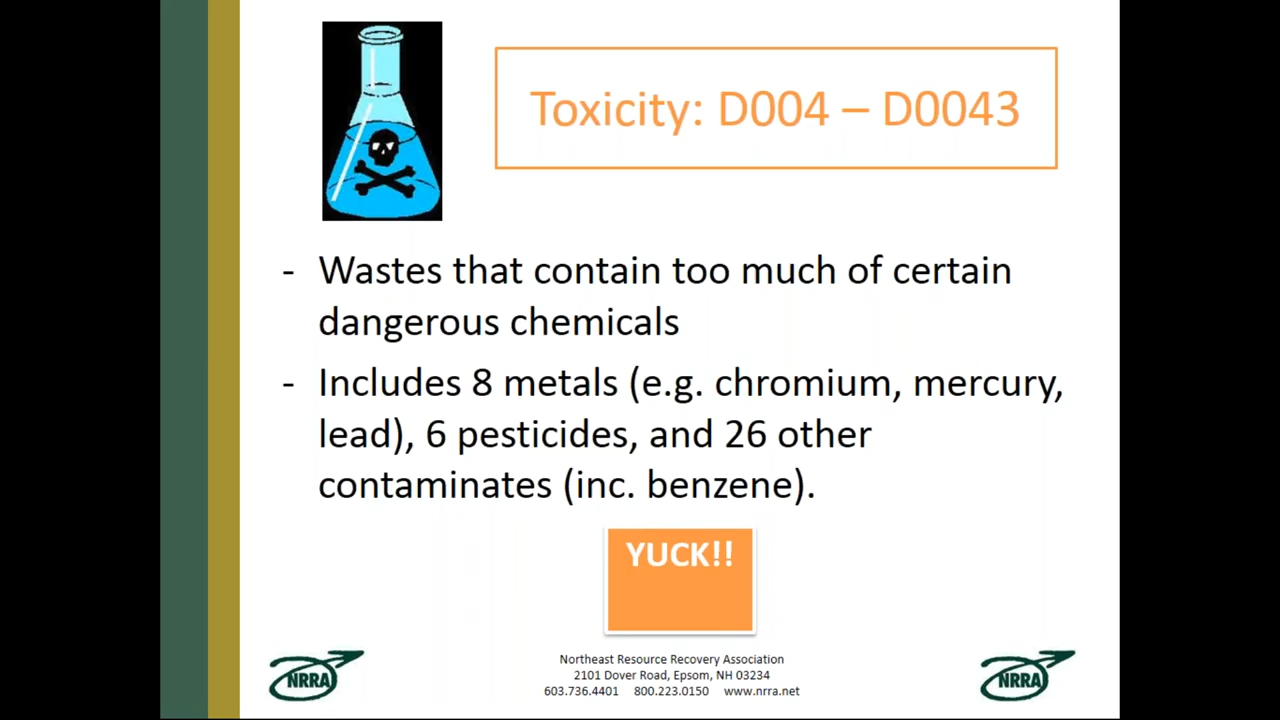 Toxicity: D004 – D0043
- Wastes that contain too much of certain
dangerous chemicals
- Includes 8 metals (e.g. chromium, mercury,
lead), 6 pesticides, and 26 other
contaminates (inc. benzene).
YUCK!!
Northeast Resource Recovery Association
2101 Dover Road, Epsom, NH 03234
603.736.4401 800.223.0150 www.nrra.net
NRRA
NRRA